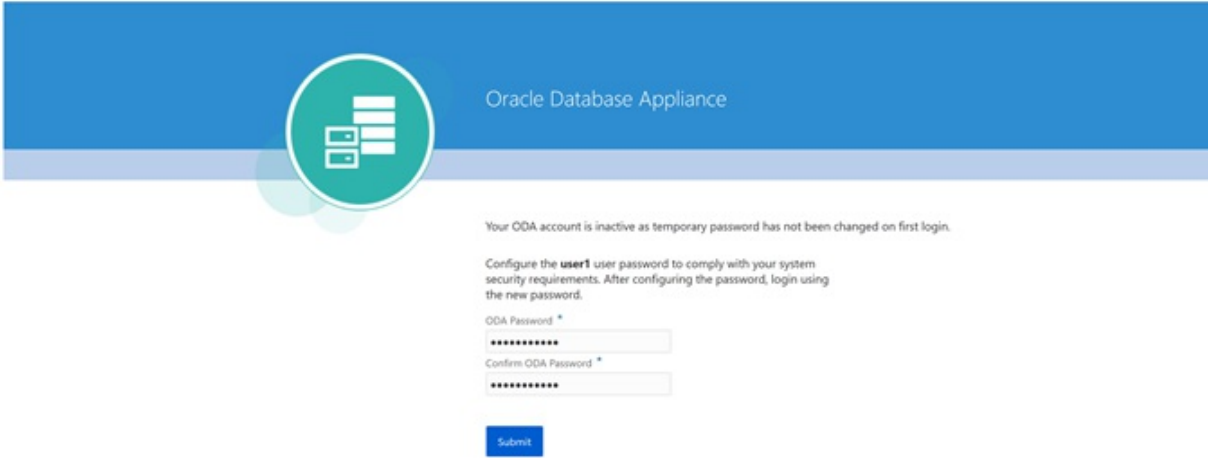 Oracle Database Appliance
Your ODA account is inactive as temporary password has not been changed on first login.
Configure the user1 user password to comply with your system
security requirements. After configuring the password, login using
the new password.
ODA Password *
•••••••••••
Confirm ODA Password *
•••••••••••
Submit